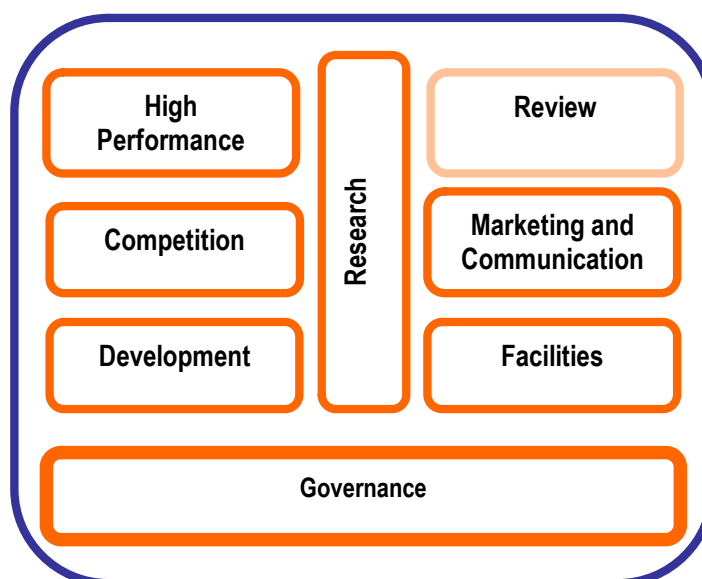 High
Performance
Competition
Development
Research
Review
Marketing and
Communication
Facilities
Governance